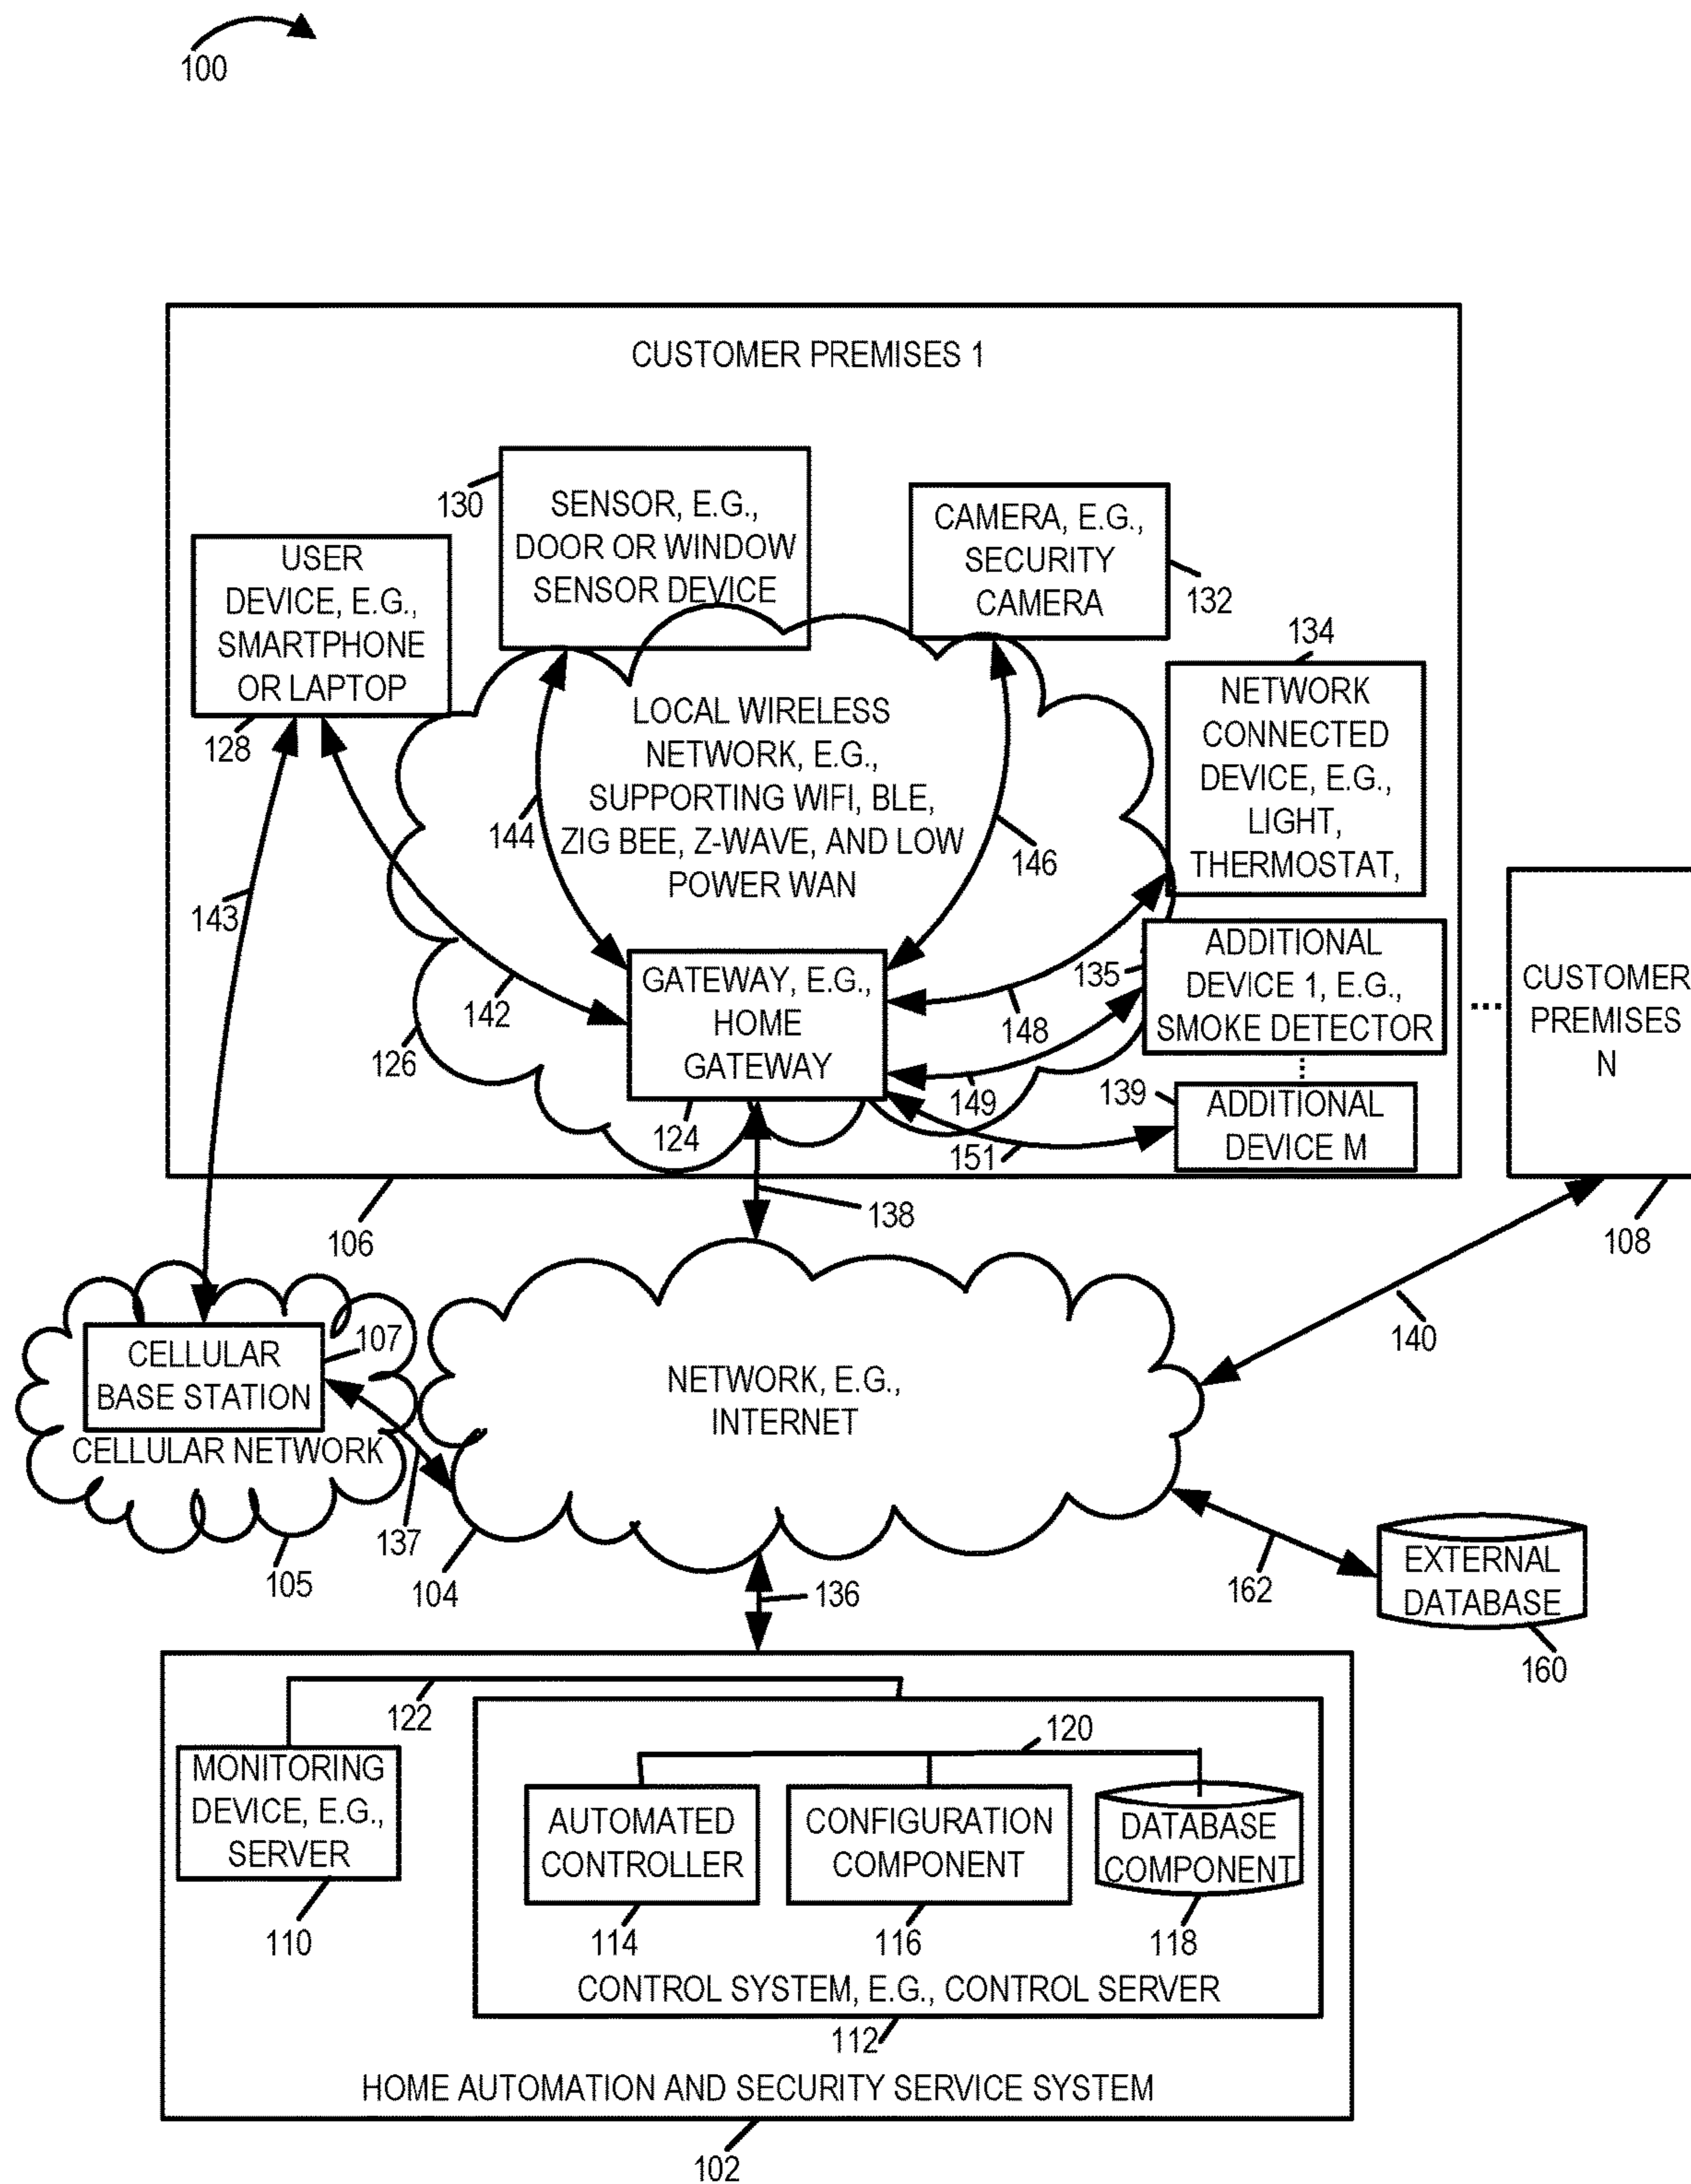 100
CUSTOMER PREMISES 1
130
SENSOR, E.G.,
DOOR OR WINDOW
SENSOR DEVICE
CAMERA, E.G.,
SECURITY
CAMERA
132
USER
DEVICE, E.G.,
SMARTPHONE
OR LAPTOP
128
134
NETWORK
CONNECTED
DEVICE, E.G.,
LIGHT,
THERMOSTAT,
LOCAL WIRELESS
NETWORK, E.G.,
SUPPORTING WIFI, BLE,
ZIG BEE, Z-WAVE, AND LOW
POWER WAN
144
146
143
142
126
GATEWAY, E.G.,
HOME
GATEWAY
124
148
135
ADDITIONAL
DEVICE 1, E.G.,
SMOKE DETECTOR
149
139
ADDITIONAL
DEVICE M
151
...
CUSTOMER
PREMISES
N
108
106
138
140
107
CELLULAR
BASE STATION
CELLULAR NETWORK
105
137
104
NETWORK, E.G.,
INTERNET
136
162
EXTERNAL
DATABASE
160
122
MONITORING
DEVICE, E.G.,
SERVER
110
120
AUTOMATED
CONTROLLER
114
CONFIGURATION
COMPONENT
116
DATABASE
COMPONENT
118
CONTROL SYSTEM, E.G., CONTROL SERVER
112
HOME AUTOMATION AND SECURITY SERVICE SYSTEM
102